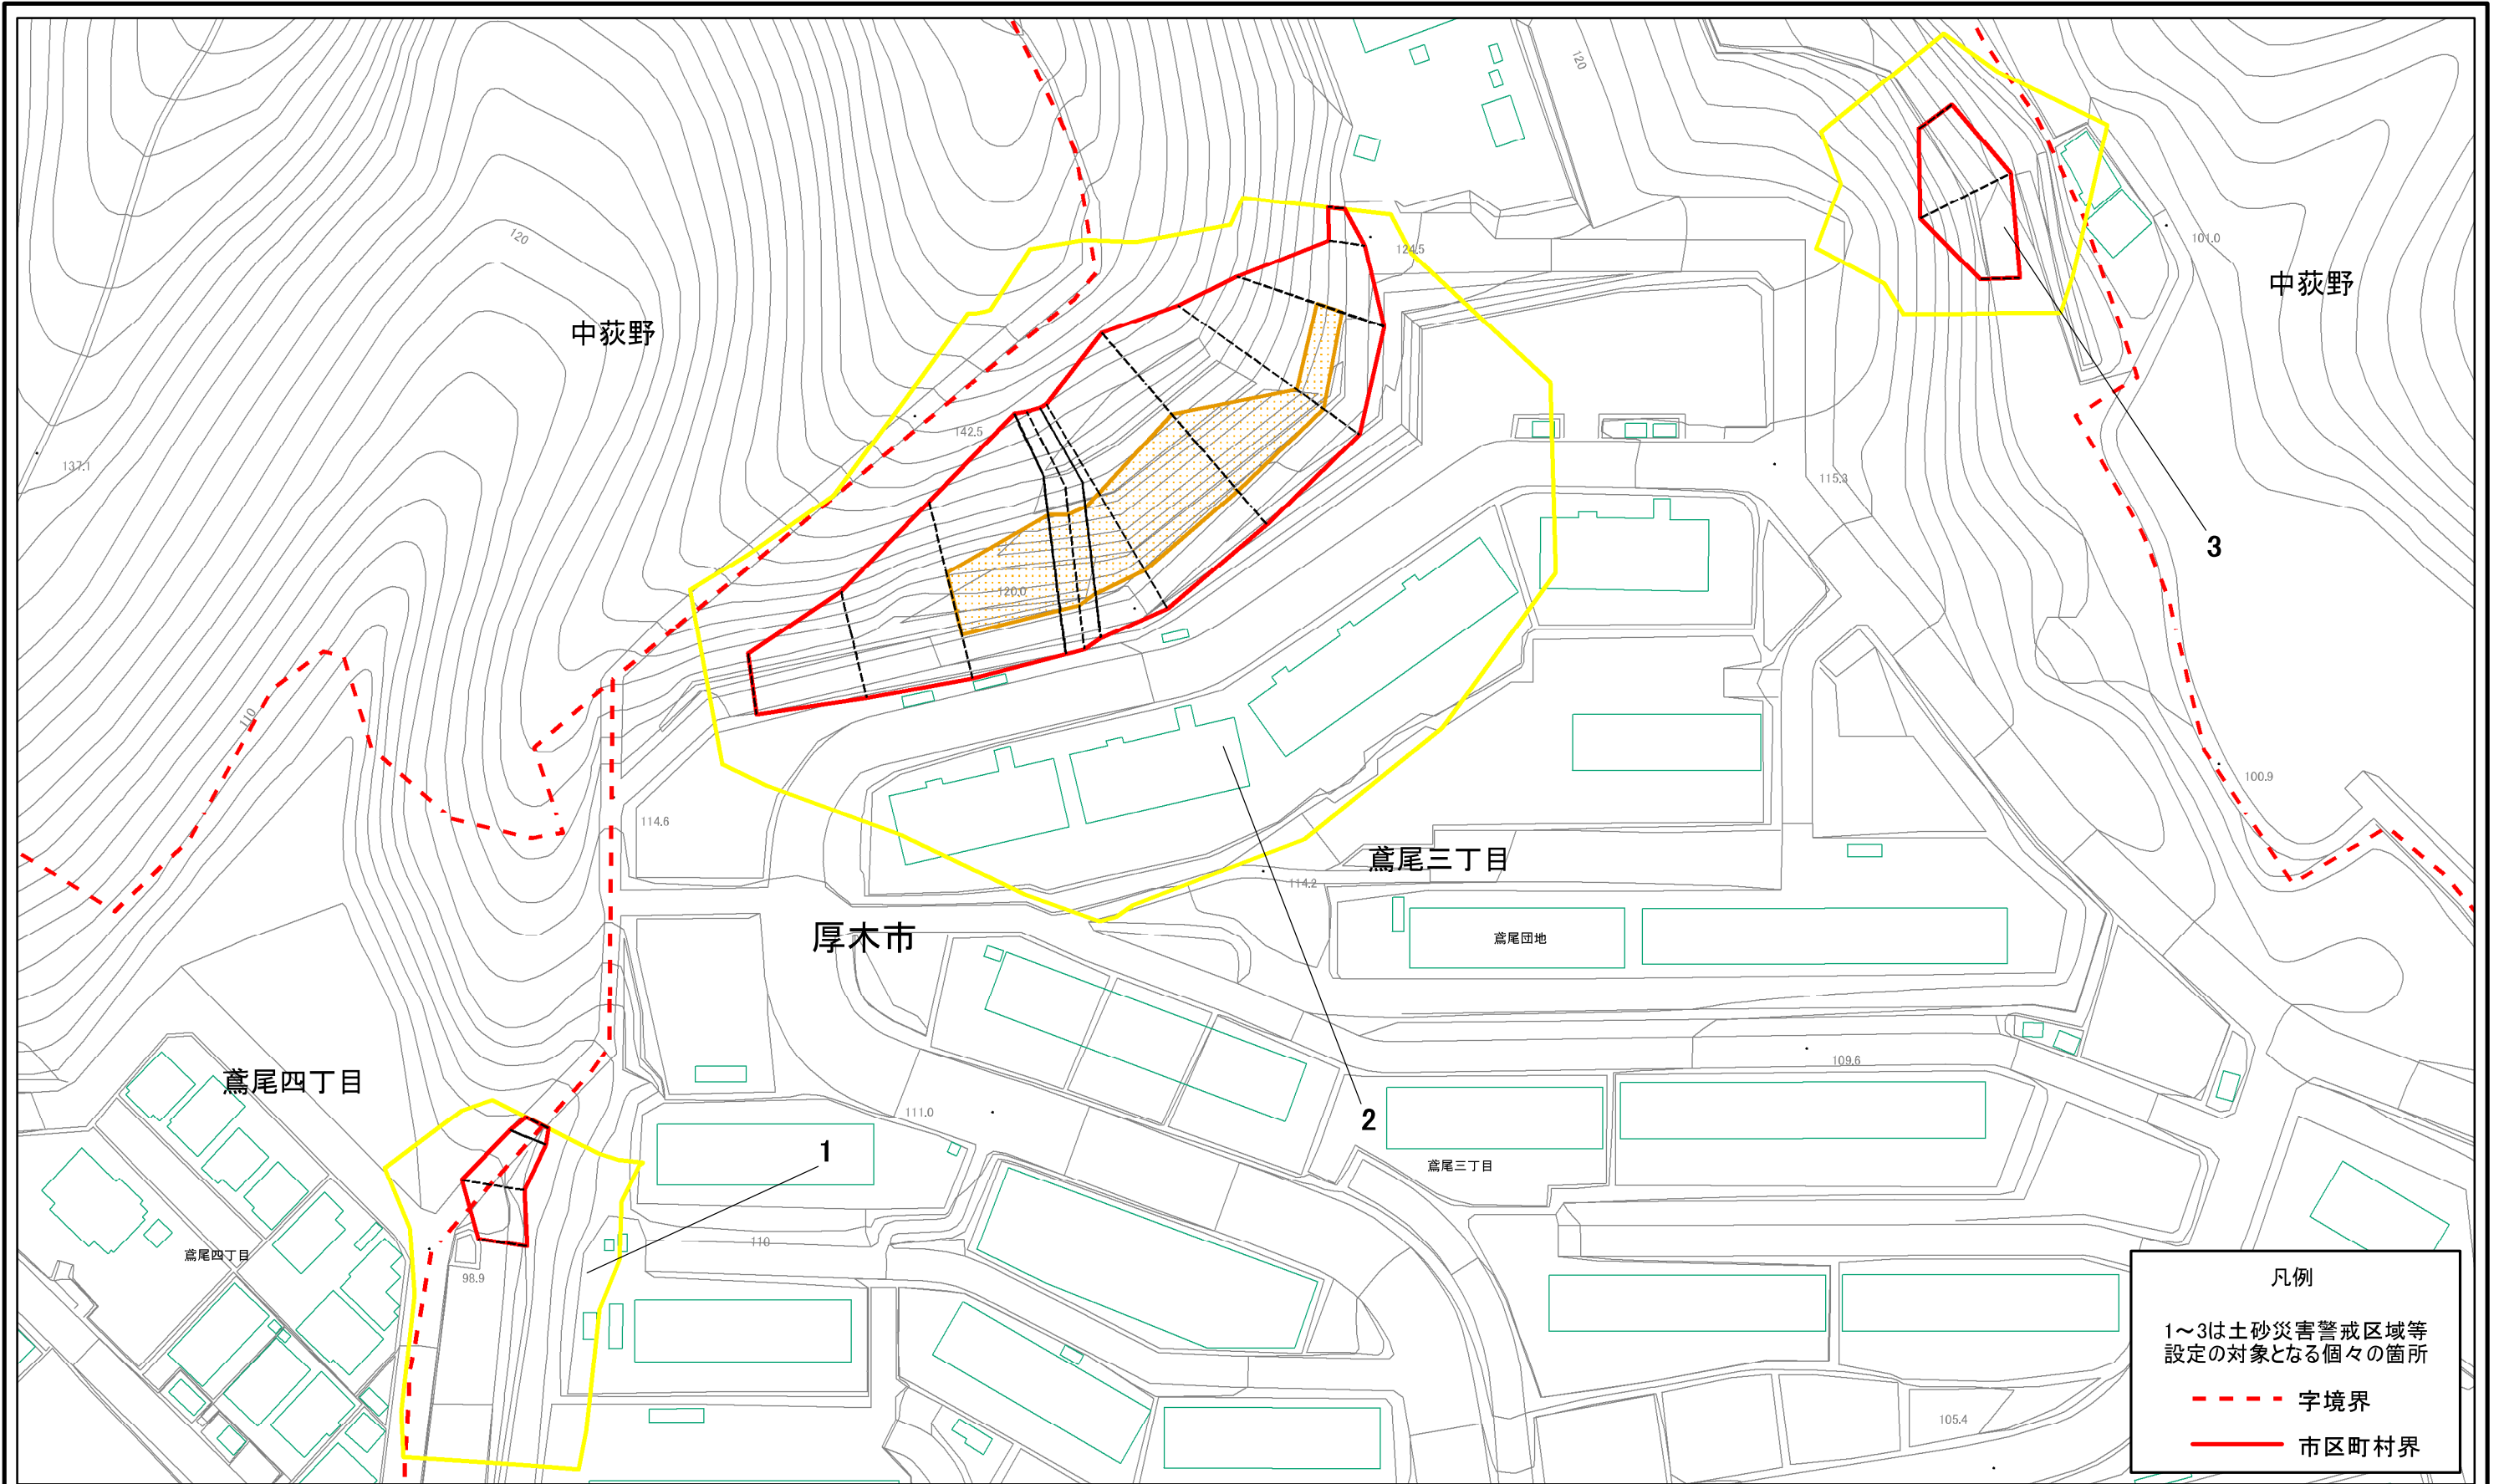 120
124.5
101.0
中荻野
120
中荻野
142.5
137.1
115.3
3
120.0
110
100.9
114.6
鳶尾三丁目
114.2
厚木市
鳶尾団地
109.6
鳶尾四丁目
111.0
2
1
鳶尾三丁目
110
鳶尾四丁目
98.9
凡例
1～3は土砂災害警戒区域等
設定の対象となる個々の箇所
字境界
市区町村界
105.4